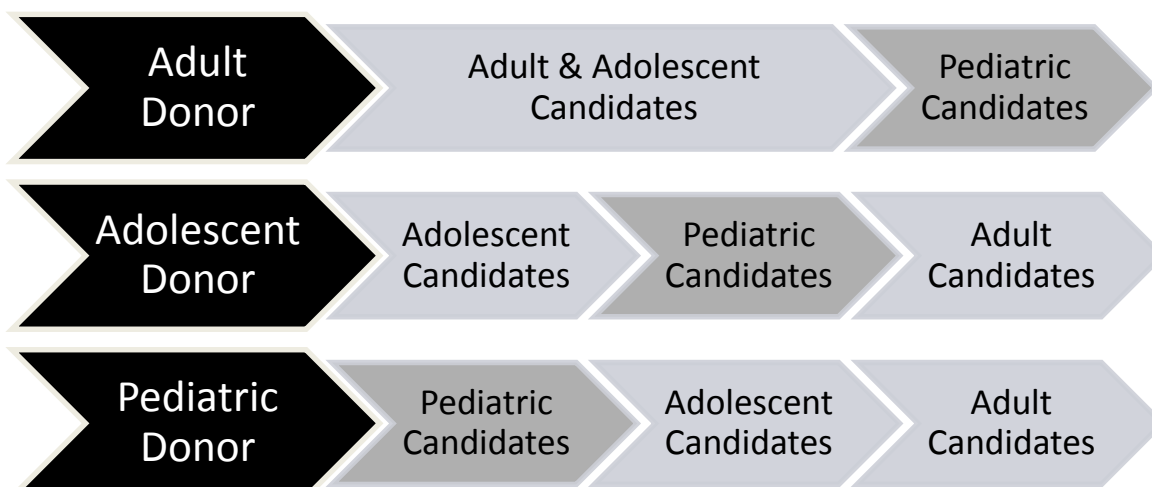 Adult
Donor
Adult & Adolescent
Candidates
Pediatric
Candidates
Adolescent
Donor
Adolescent
Candidates
Pediatric
Candidates
Adult
Candidates
Pediatric
Donor
Pediatric
Candidates
Adolescent
Candidates
Adult
Candidates